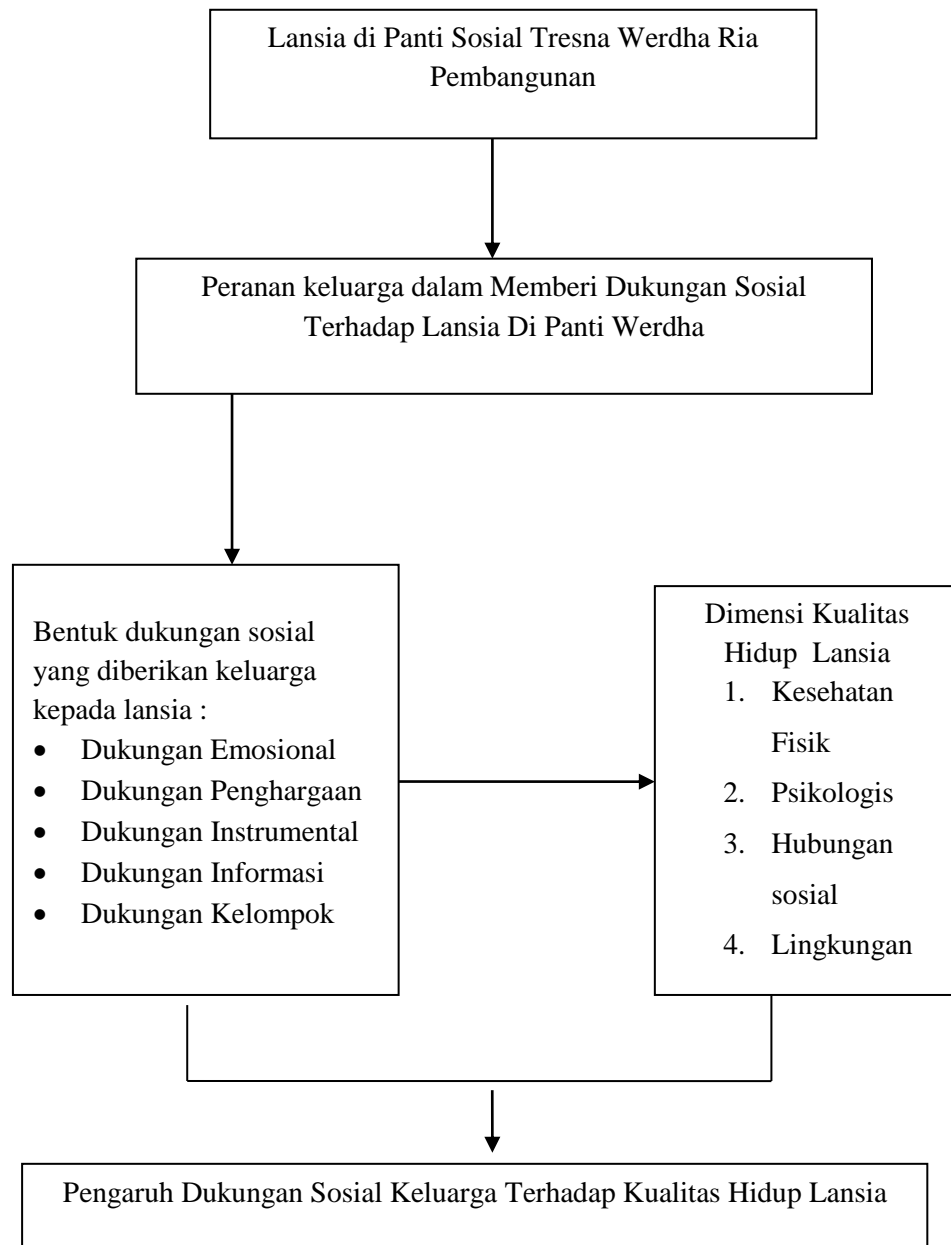 Lansia di Panti Sosial Tresna Werdha Ria
Pembangunan
Peranan keluarga dalam Memberi Dukungan Sosial
Terhadap Lansia Di Panti Werdha
Bentuk dukungan sosial
yang diberikan keluarga
kepada lansia :
• Dukungan Emosional
• Dukungan Penghargaan
• Dukungan Instrumental
• Dukungan Informasi
• Dukungan Kelompok
Dimensi Kualitas
Hidup Lansia
1. Kesehatan
Fisik
2. Psikologis
3. Hubungan
sosial
4. Lingkungan
Pengaruh Dukungan Sosial Keluarga Terhadap Kualitas Hidup Lansia